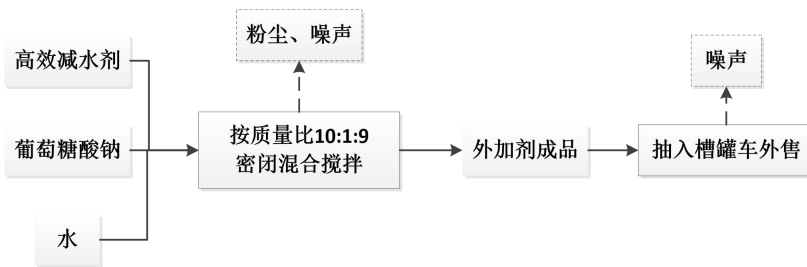 粉尘、噪声
噪声
高效减水剂
葡萄糖酸钠
水
按质量比10:1:9
密闭混合搅拌
外加剂成品
抽入槽罐车外售